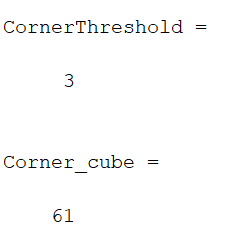 CornerThreshold =
3
Corner_cube =
61